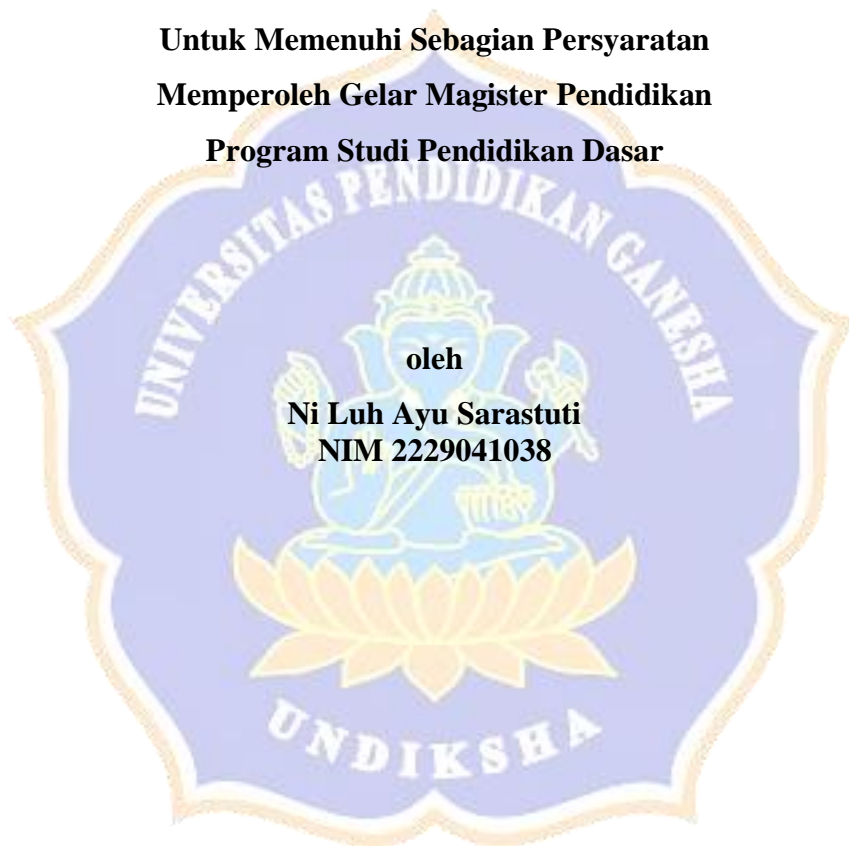 Untuk Memenuhi Sebagian Persyaratan
Memperoleh Gelar Magister Pendidikan
Program Studi Pendidikan Dasar
UNIVERSITAS PENDIDIKAN GANESHA
oleh
Ni Luh Ayu Sarastuti
NIM 2229041038
UNDIKSHA